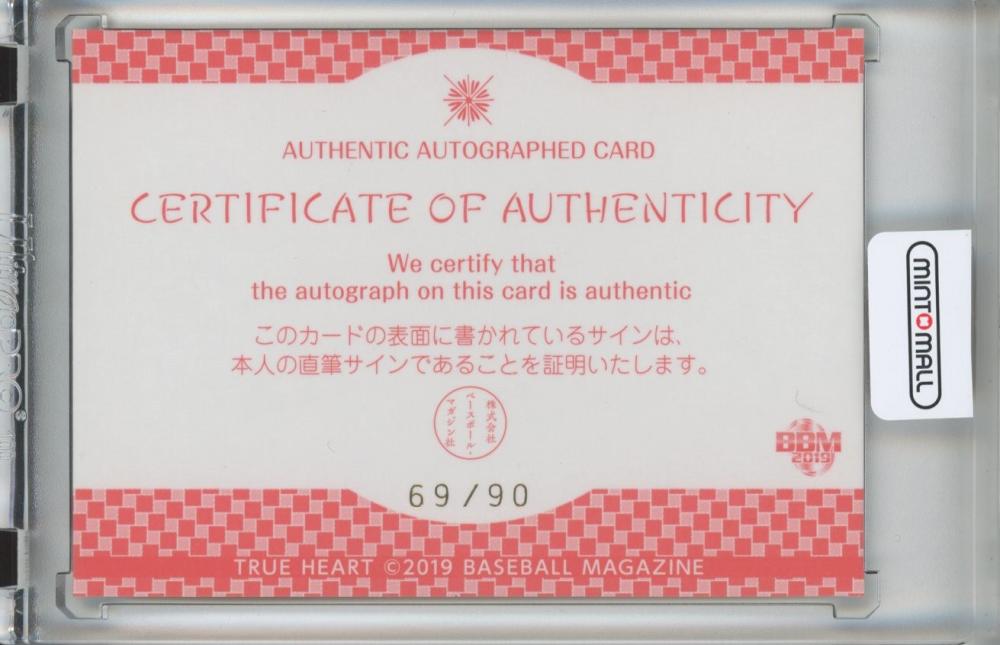 AUTHENTIC AUTOGRAPHED CARD
CERTIFICATE OF AUTHENTICITY
We certify that
the autograph on this card is authentic
このカードの表面に書かれているサインは、
本人の直筆サインであることを証明いたします。
株式会社
ベースボール・
マガジン社
BBM
2019
69/90
TRUE HEART ©2019 BASEBALL MAGAZINE
MINT MALL